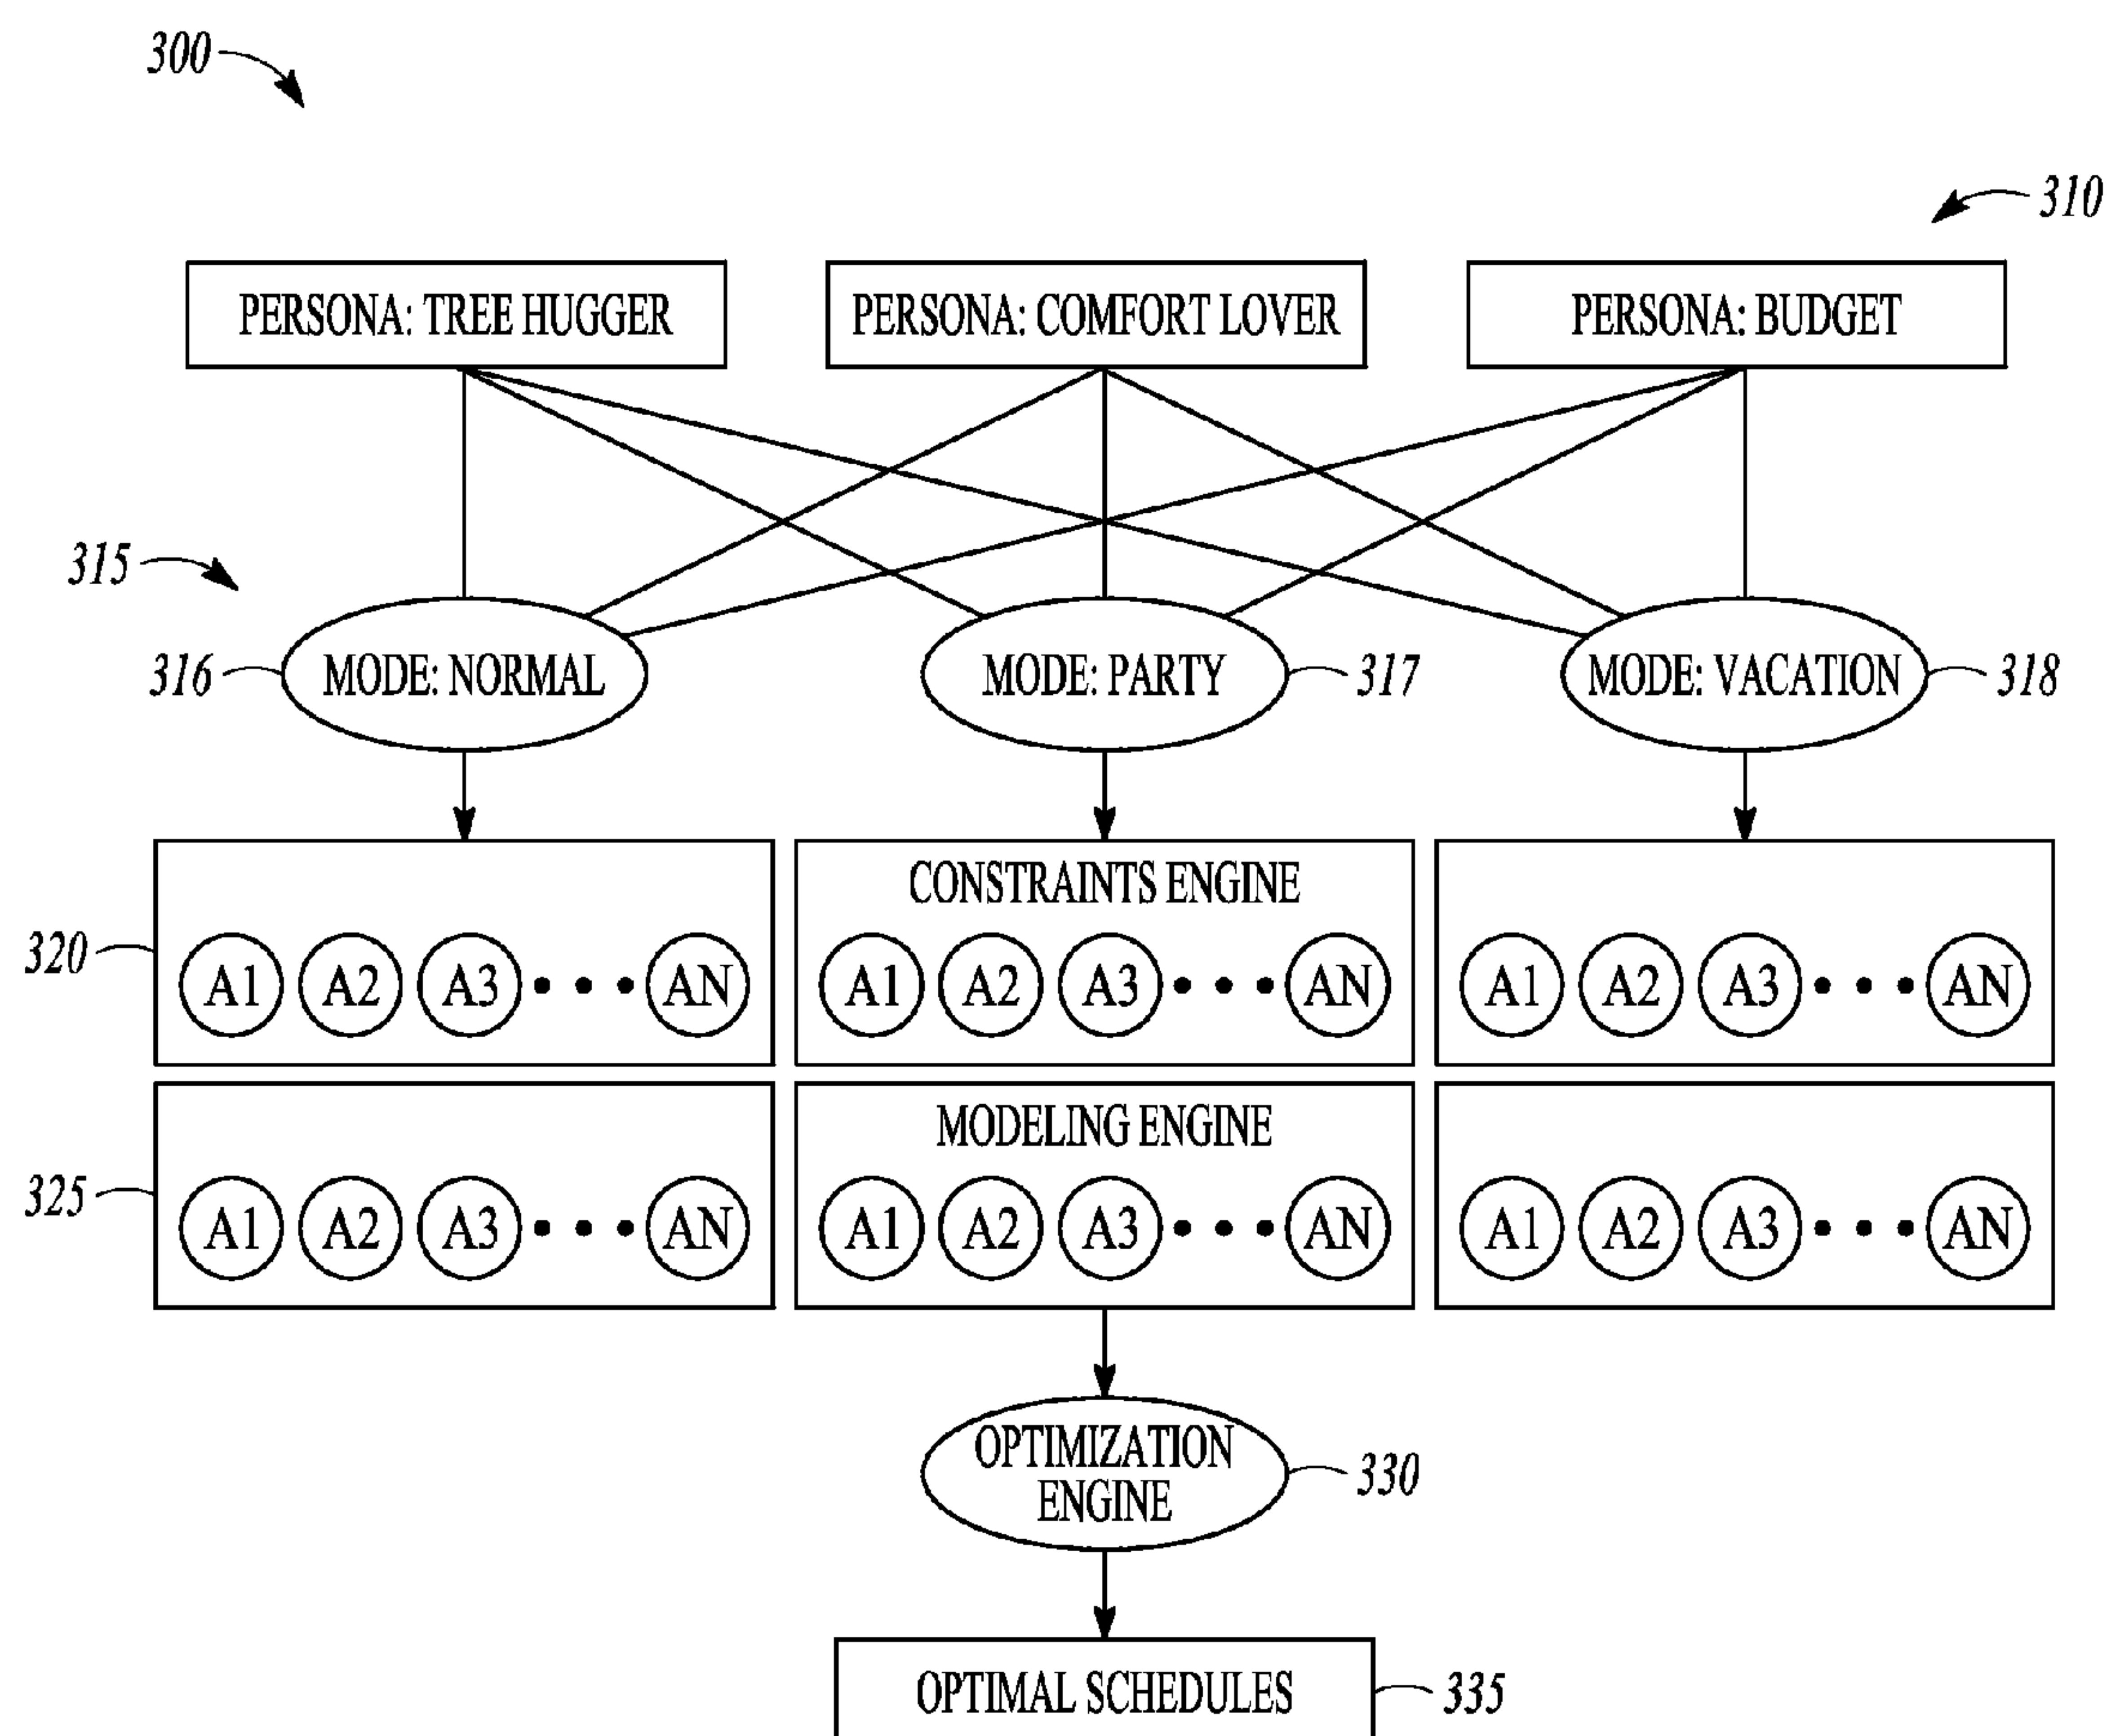 300
310
PERSONA: TREE HUGGER
PERSONA: COMFORT LOVER
PERSONA: BUDGET
315
316
MODE: NORMAL
MODE: PARTY
317
MODE: VACATION
318
CONSTRAINTS ENGINE
320
A1 A2 A3 • • • AN
A1 A2 A3 • • • AN
A1 A2 A3 • • • AN
MODELING ENGINE
325
A1 A2 A3 • • • AN
A1 A2 A3 • • • AN
A1 A2 A3 • • • AN
OPTIMIZATION
ENGINE
330
OPTIMAL SCHEDULES
335